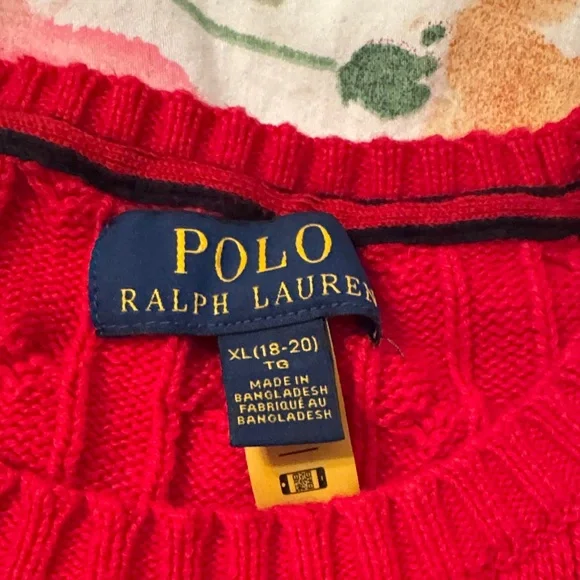 POLO
RALPH LAUREN
XL(18-20)
TG
MADE IN
BANGLADESH
FABRIQUÉ AU
BANGLADESH